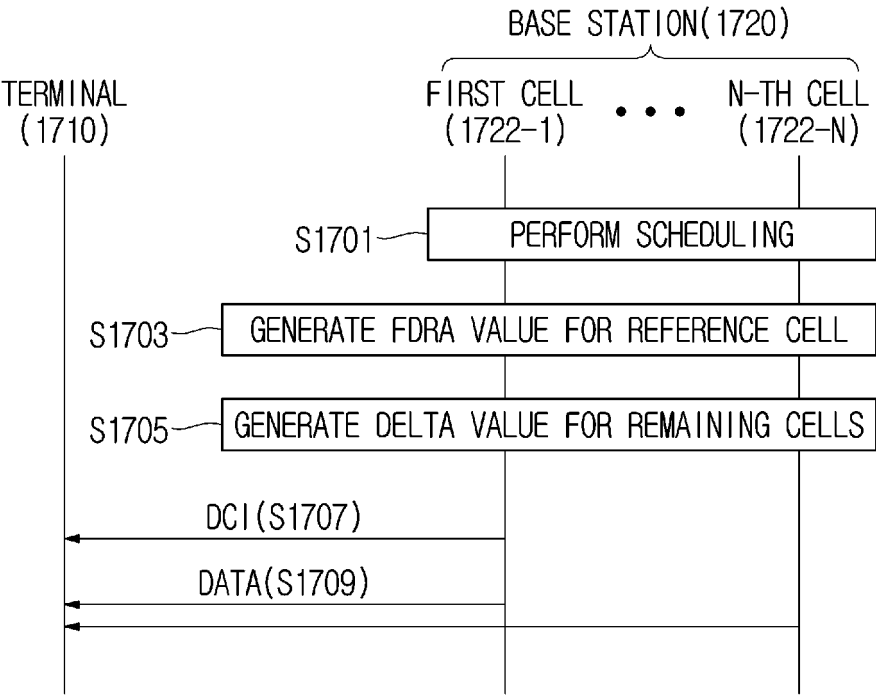 BASE STATION(1720)
TERMINAL
(1710)
FIRST CELL
(1722-1)
• • •
N-TH CELL
(1722-N)
S1701
PERFORM SCHEDULING
S1703
GENERATE FDRA VALUE FOR REFERENCE CELL
S1705
GENERATE DELTA VALUE FOR REMAINING CELLS
DCI(S1707)
DATA(S1709)